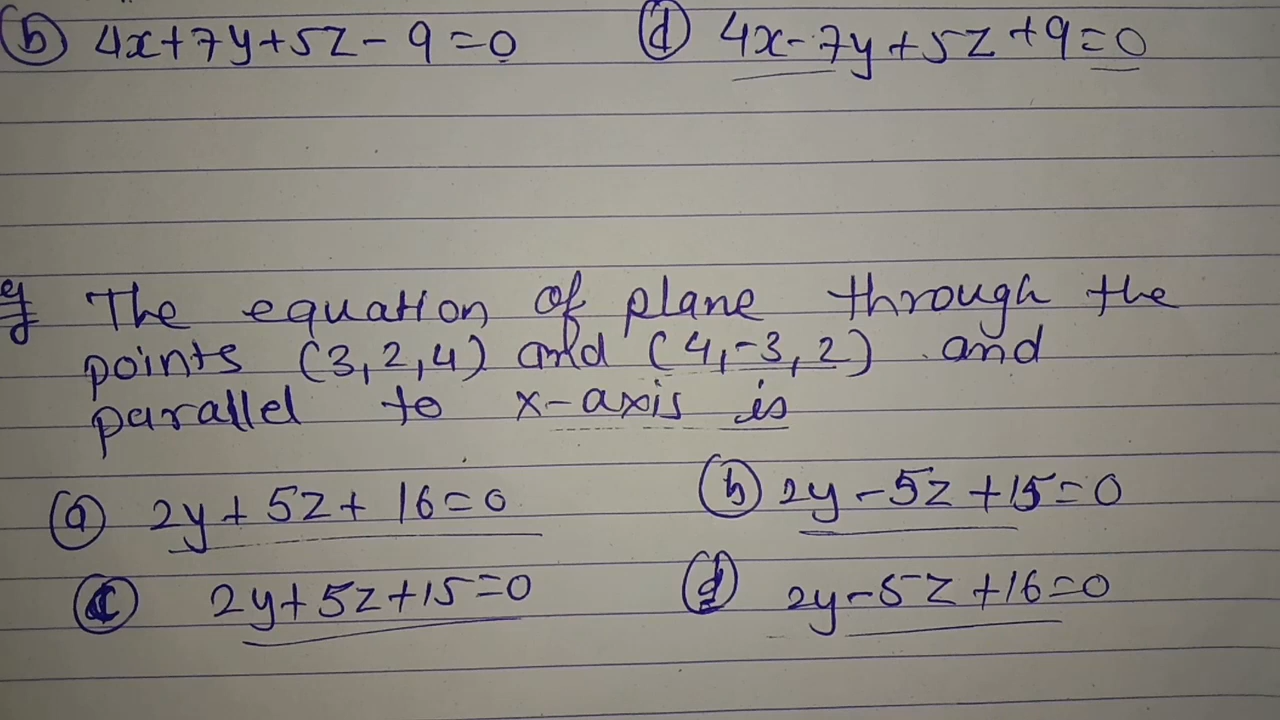 (b) 4x+7y+5z-9=0 (d) 4x-7y+5z+9=0
The equation of plane through the
points (3,2,4) and (4,-3,2) and
parallel to x-axis is
(a) 2y+5z+16=0 (b) 2y-5z+15=0
(c) 2y+5z+15=0 (d) 2y-5z+16=0